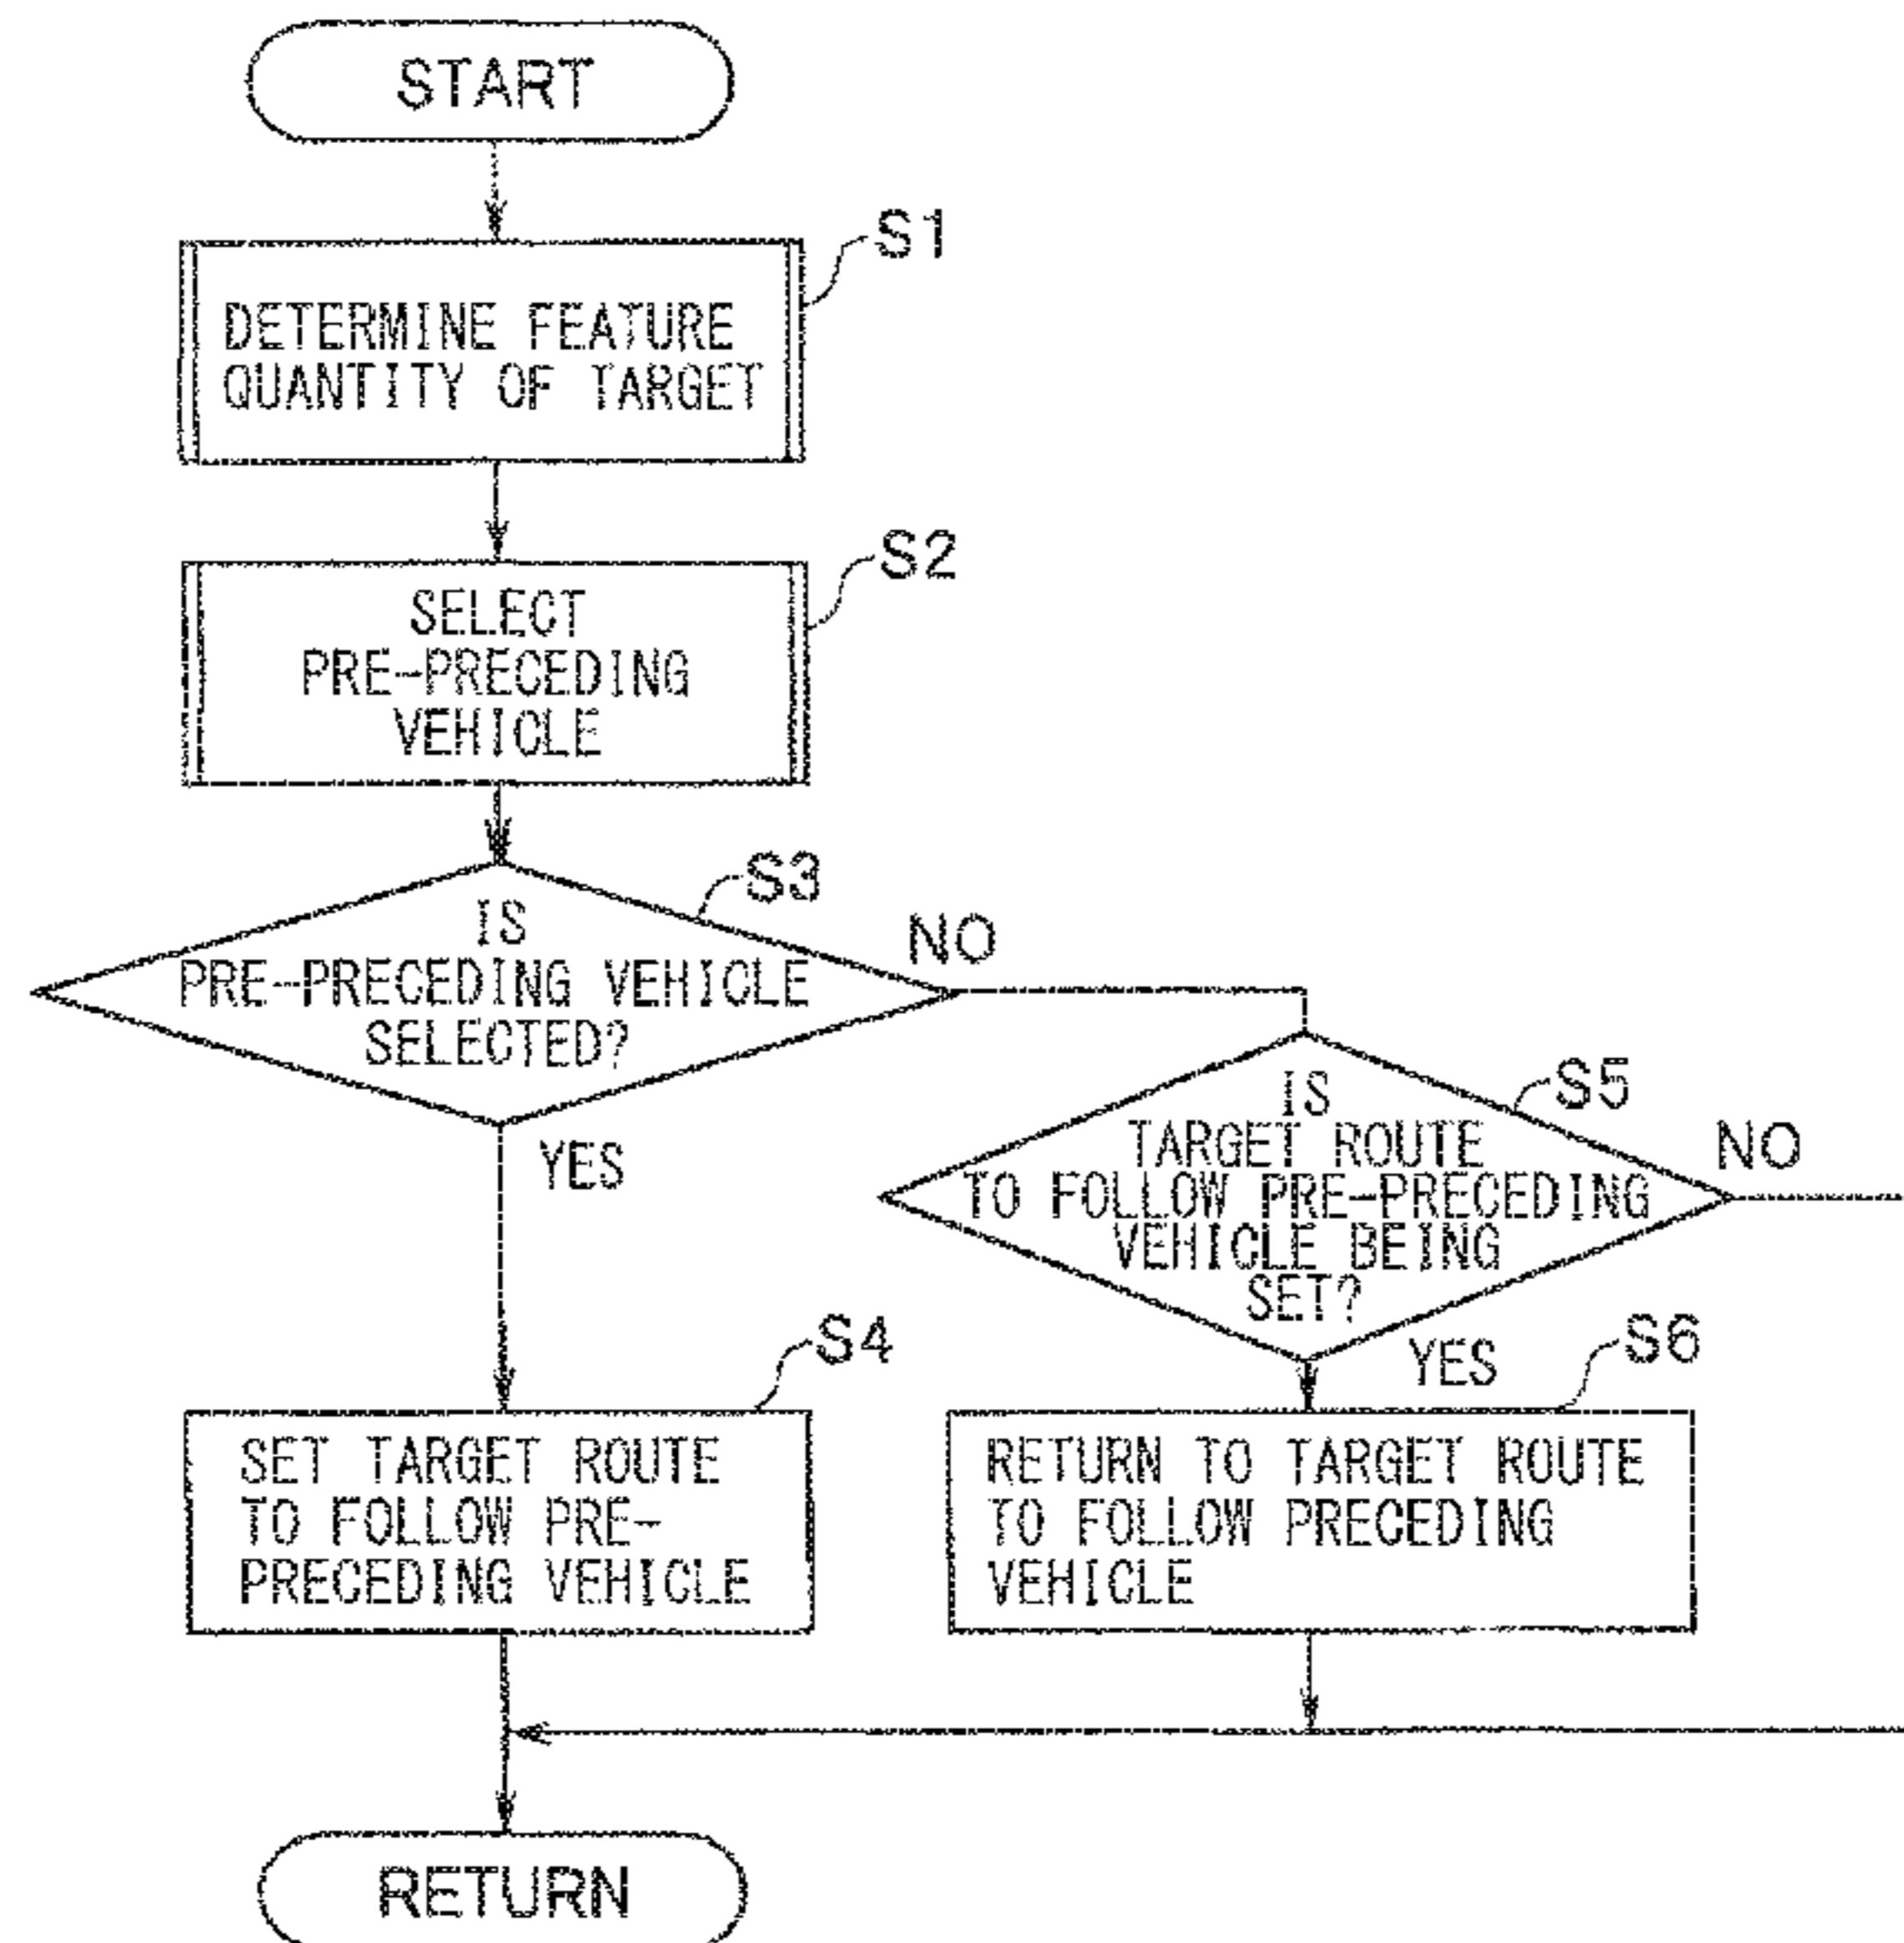 START
S1
DETERMINE FEATURE
QUANTITY OF TARGET
S2
SELECT
PRE-PRECEDING
VEHICLE
S3
IS
PRE-PRECEDING VEHICLE
SELECTED?
NO
YES
S5
IS
TARGET ROUTE
TO FOLLOW PRE-PRECEDING
VEHICLE BEING
SET?
NO
YES
S4
SET TARGET ROUTE
TO FOLLOW PRE-
PRECEDING VEHICLE
S6
RETURN TO TARGET ROUTE
TO FOLLOW PRECEDING
VEHICLE
RETURN